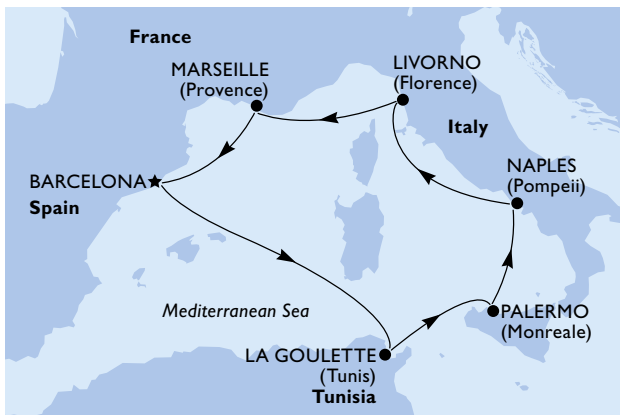 France
MARSEILLE
(Provence)
LIVORNO
(Florence)
Italy
NAPLES
(Pompeii)
BARCELONA
Spain
Mediterranean Sea
PALERMO
(Monreale)
LA GOULETTE
(Tunis)
Tunisia